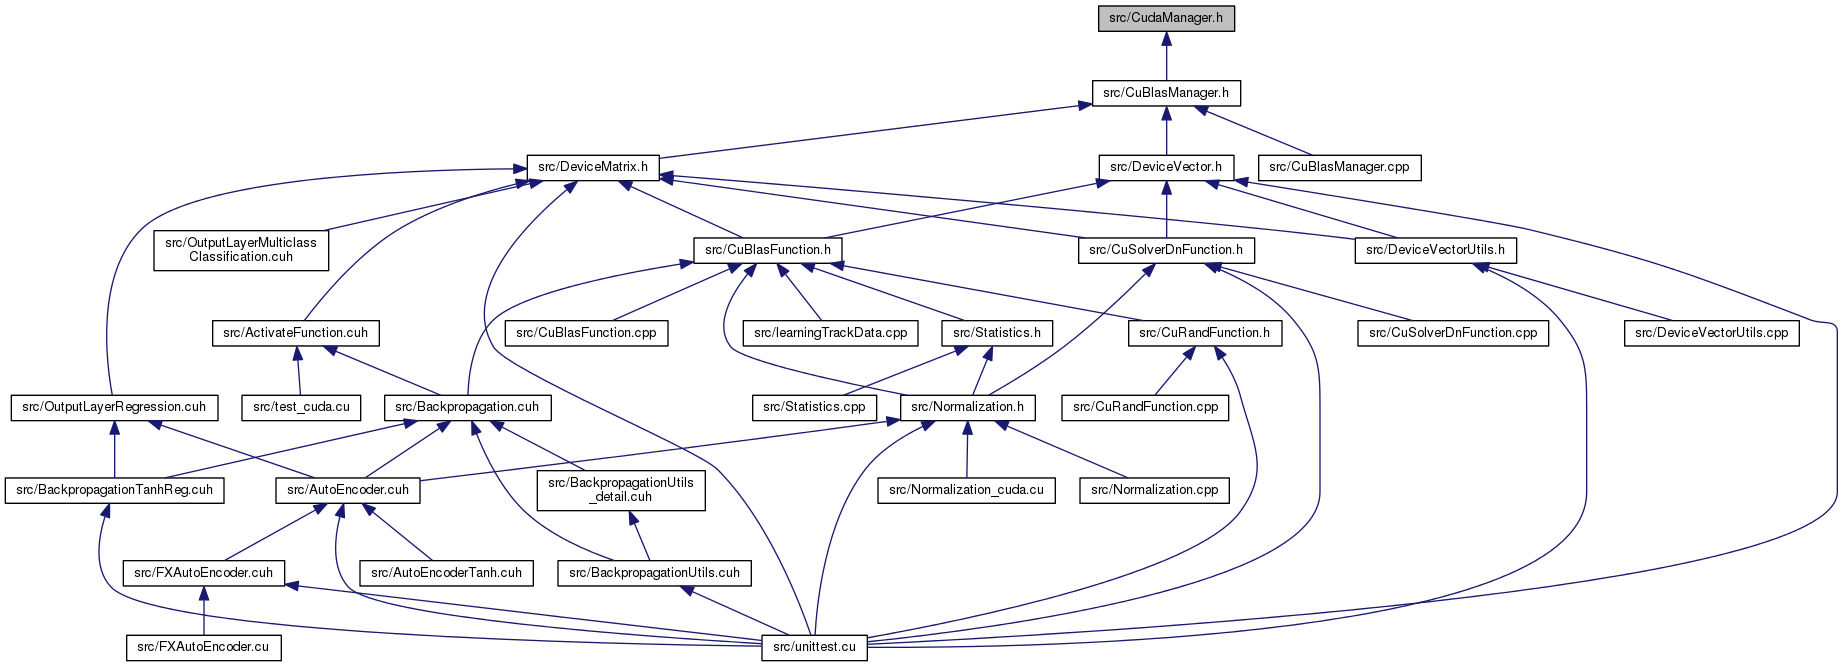 src/CudaManager.h
src/CuBlasManager.h
src/DeviceMatrix.h
src/DeviceVector.h
src/CuBlasManager.cpp
src/OutputLayerMulticlass
Classification.cuh
src/CuBlasFunction.h
src/CuSolverDnFunction.h
src/DeviceVectorUtils.h
src/ActivateFunction.cuh
src/CuBlasFunction.cpp
src/learningTrackData.cpp
src/Statistics.h
src/CuRandFunction.h
src/CuSolverDnFunction.cpp
src/DeviceVectorUtils.cpp
src/OutputLayerRegression.cuh
src/test_cuda.cu
src/Backpropagation.cuh
src/Statistics.cpp
src/Normalization.h
src/CuRandFunction.cpp
src/BackpropagationTanhReg.cuh
src/AutoEncoder.cuh
src/BackpropagationUtils
_detail.cuh
src/Normalization_cuda.cu
src/Normalization.cpp
src/FXAutoEncoder.cuh
src/AutoEncoderTanh.cuh
src/BackpropagationUtils.cuh
src/FXAutoEncoder.cu
src/unittest.cu